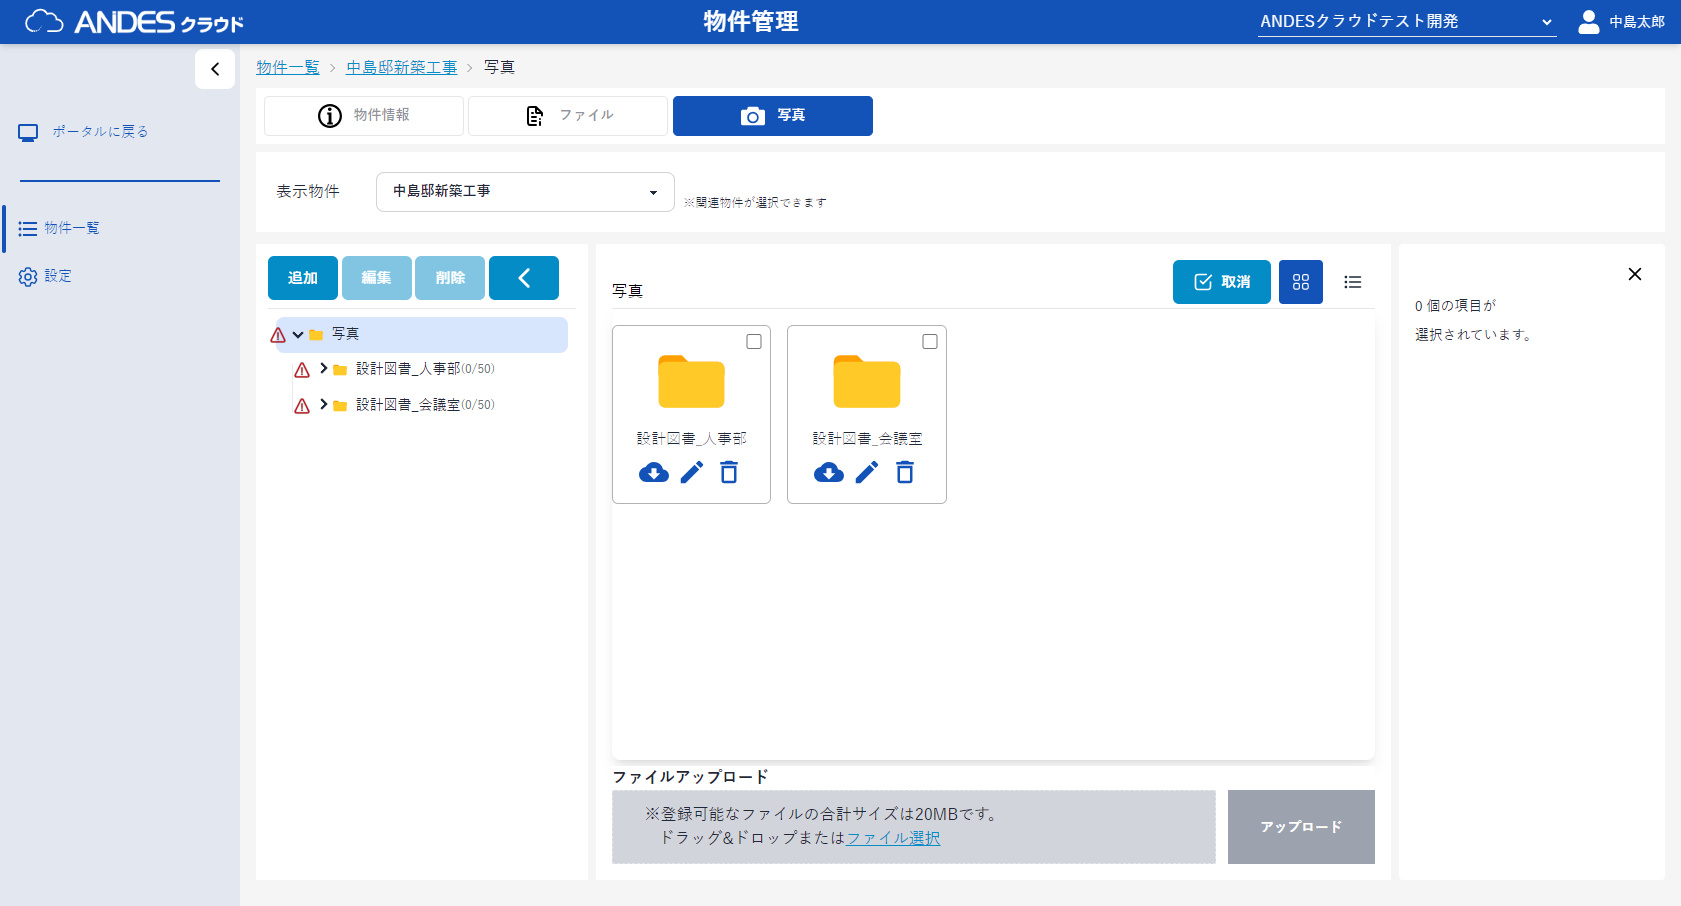 ANDES クラウド
物件管理
ANDESクラウドテスト開発
中島太郎
ポータルに戻る
物件一覧
設定
物件一覧 > 中島邸新築工事 > 写真
物件情報
ファイル
写真
表示物件
中島邸新築工事
※関連物件が選択できます
追加
編集
削除
写真
設計図書_人事部(0/50)
設計図書_会議室(0/50)
写真
取消
設計図書_人事部
設計図書_会議室
ファイルアップロード
※登録可能なファイルの合計サイズは20MBです。
ドラッグ&ドロップまたはファイル選択
アップロード
0 個の項目が
選択されています。